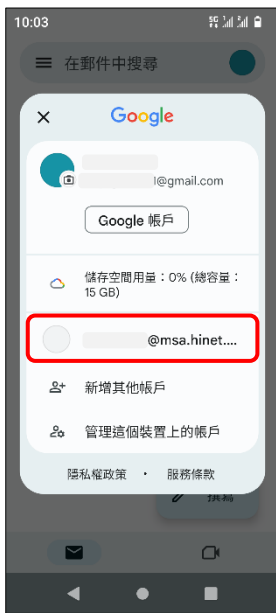 10:03
5G
在郵件中搜尋
Google
l@gmail.com
Google 帳戶
儲存空間用量：0% (總容量：
15 GB)
@msa.hinet....
新增其他帳戶
管理這個裝置上的帳戶
隱私權政策 • 服務條款
撰寫